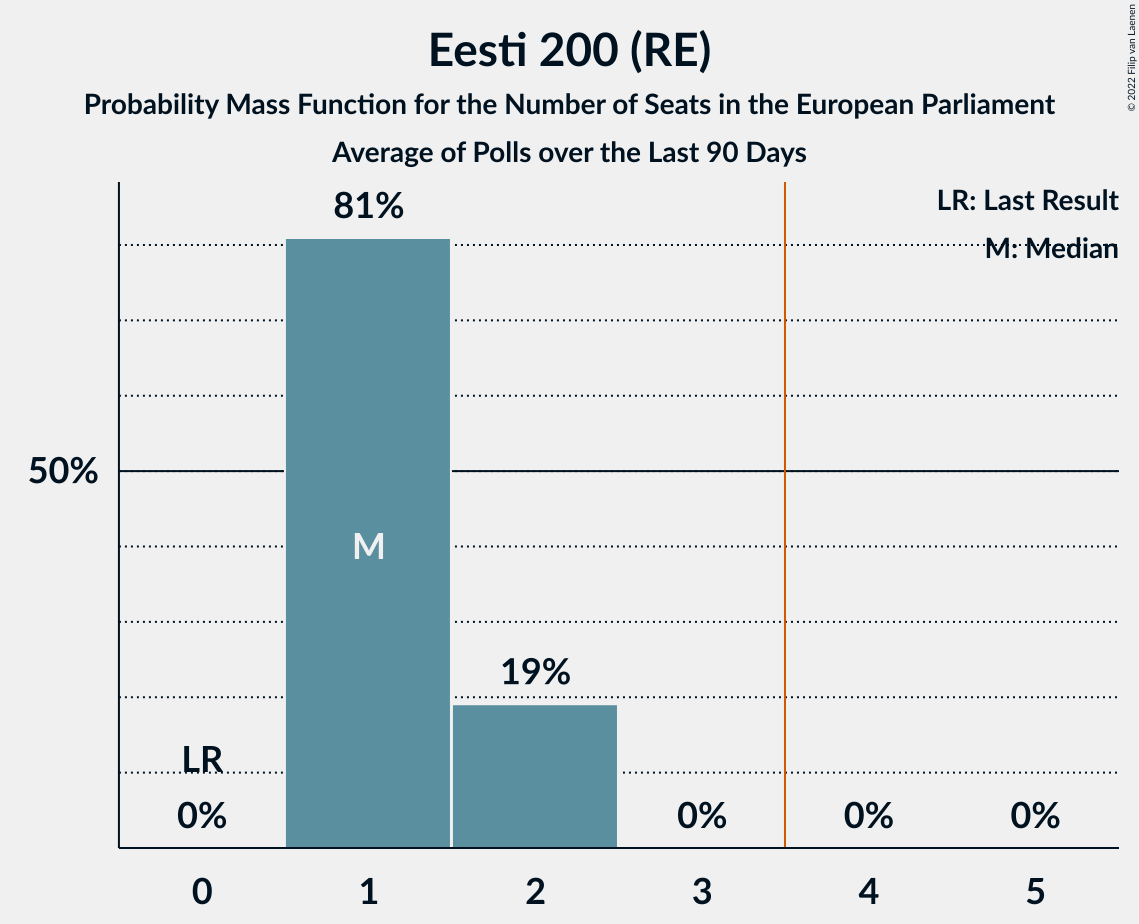 Eesti 200 (RE)
Probability Mass Function for the Number of Seats in the European Parliament
Average of Polls over the Last 90 Days
© 2022 Filip van Laenen
LR: Last Result
M: Median
81%
50%
M
19%
LR
0%
0%
0%
0%
0 1 2 3 4 5